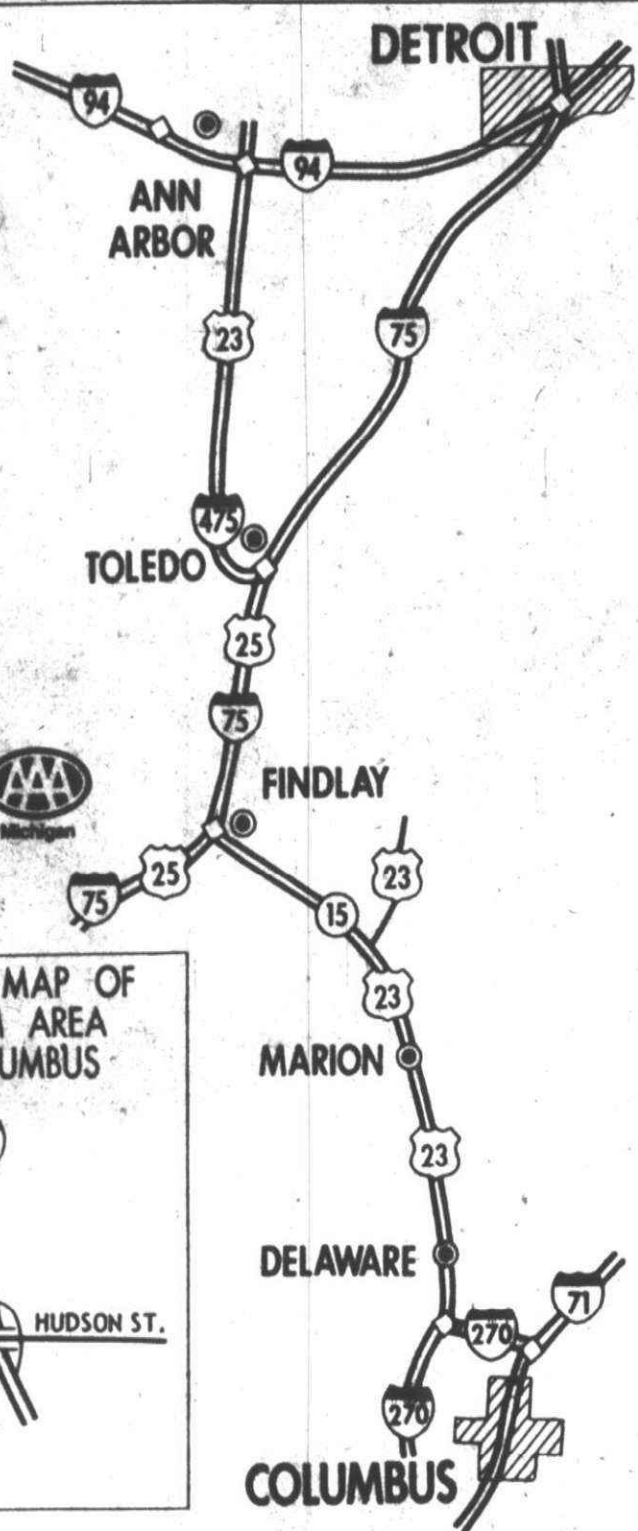 DETROIT
94
94
ANN
ARBOR
23
75
475
TOLEDO
25
75
AAA
Michigan
FINDLAY
25
75
23
15
23
MAP OF
AREA
MARION
23
DELAWARE
HUDSON ST.
71
270
270
COLUMBUS